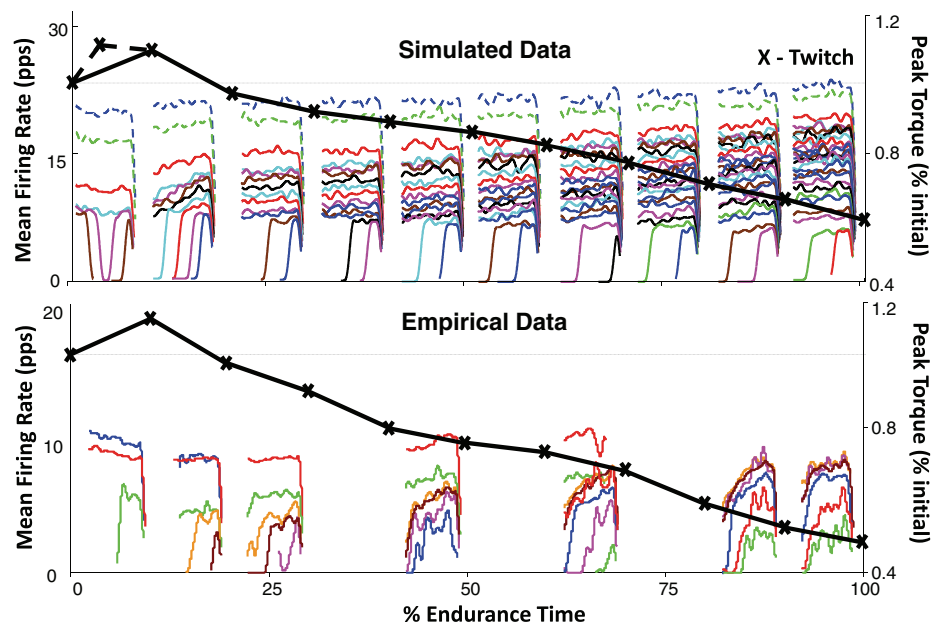 Simulated Data
X - Twitch
Mean Firing Rate (pps)
30
15
0
1.2
0.8
0.4
Peak Torque (% initial)
Empirical Data
Mean Firing Rate (pps)
20
10
0
1.2
0.8
0.4
Peak Torque (% initial)
0 25 50 75 100
% Endurance Time